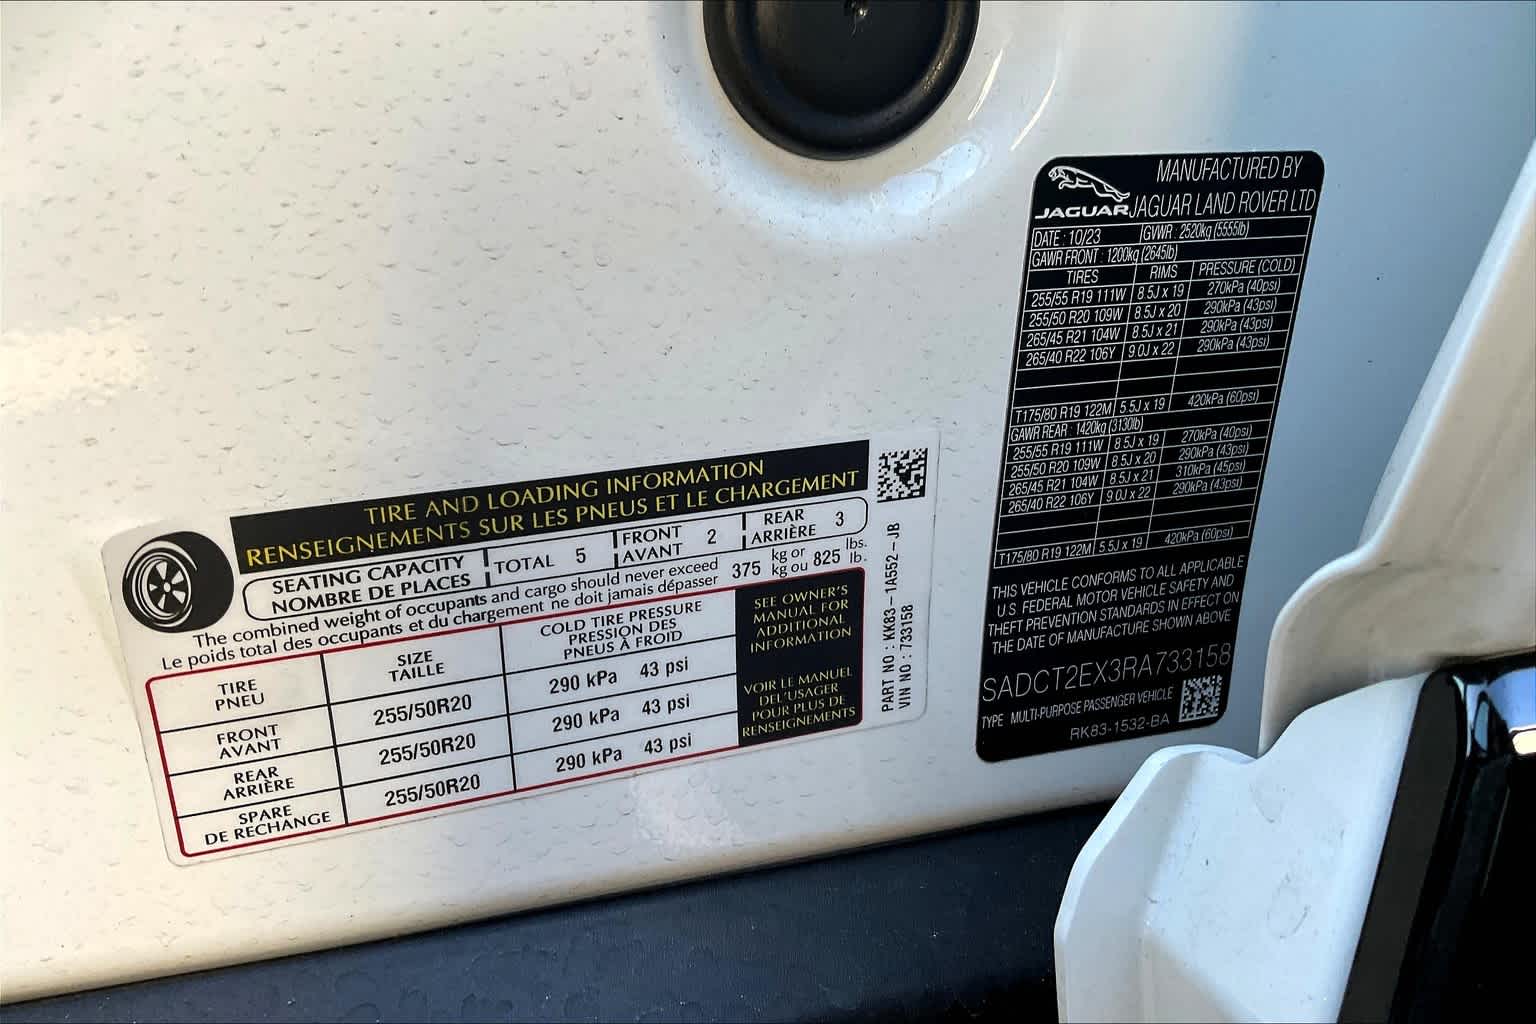 TIRE AND LOADING INFORMATION
RENSEIGNEMENTS SUR LES PNEUS ET LE CHARGEMENT
SEATING CAPACITY
NOMBRE DE PLACES
TOTAL 5
FRONT
AVANT 2
REAR
ARRIÈRE 3
The combined weight of occupants and cargo should never exceed
Le poids total des occupants et du chargement ne doit jamais dépasser
375 kg or 825 lbs.
kg ou lb.
TIRE
PNEU
SIZE
TAILLE
COLD TIRE PRESSURE
PRESSION DES
PNEUS À FROID
FRONT
AVANT
255/50R20
290 kPa 43 psi
REAR
ARRIÈRE
255/50R20
290 kPa 43 psi
SPARE
DE RECHANGE
255/50R20
290 kPa 43 psi
SEE OWNER'S
MANUAL FOR
ADDITIONAL
INFORMATION
VOIR LE MANUEL
DE L'USAGER
POUR PLUS DE
RENSEIGNEMENTS
PART NO : KK83-1A552-JB
VIN NO : 733158
JAGUAR
MANUFACTURED BY
JAGUAR LAND ROVER LTD
DATE : 10/23 GVWR : 2520kg (5555lb)
GAWR FRONT : 1200kg (2645lb)
TIRES RIMS PRESSURE (COLD)
255/55 R19 111W 8.5J x 19 270kPa (40psi)
255/50 R20 109W 8.5J x 20 290kPa (43psi)
265/45 R21 104W 8.5J x 21 290kPa (43psi)
265/40 R22 106Y 9.0J x 22 290kPa (43psi)
T175/80 R19 122M 5.5J x 19 420kPa (60psi)
GAWR REAR : 1420kg (3130lb)
255/55 R19 111W 8.5J x 19 270kPa (40psi)
255/50 R20 109W 8.5J x 20 290kPa (43psi)
265/45 R21 104W 8.5J x 21 310kPa (45psi)
265/40 R22 106Y 9.0J x 22 290kPa (43psi)
T175/80 R19 122M 5.5J x 19 420kPa (60psi)
THIS VEHICLE CONFORMS TO ALL APPLICABLE
U.S. FEDERAL MOTOR VEHICLE SAFETY AND
THEFT PREVENTION STANDARDS IN EFFECT ON
THE DATE OF MANUFACTURE SHOWN ABOVE
SADCT2EX3RA733158
TYPE MULTI-PURPOSE PASSENGER VEHICLE
RK83-1532-BA